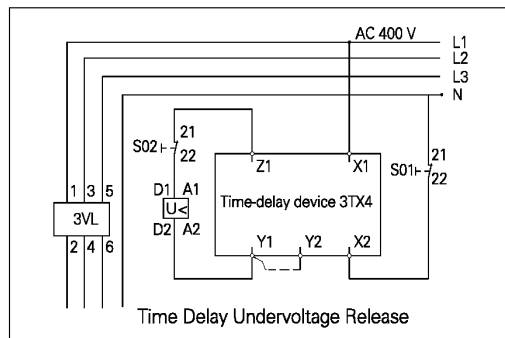 AC 400 V
L1
L2
L3
N
21
S02
22
Z1
X1
21
S01
22
1 3 5
D1 A1
3VL
U<
Time-delay device 3TX4
2 4 6
D2 A2
Y1
Y2
X2
Time Delay Undervoltage Release